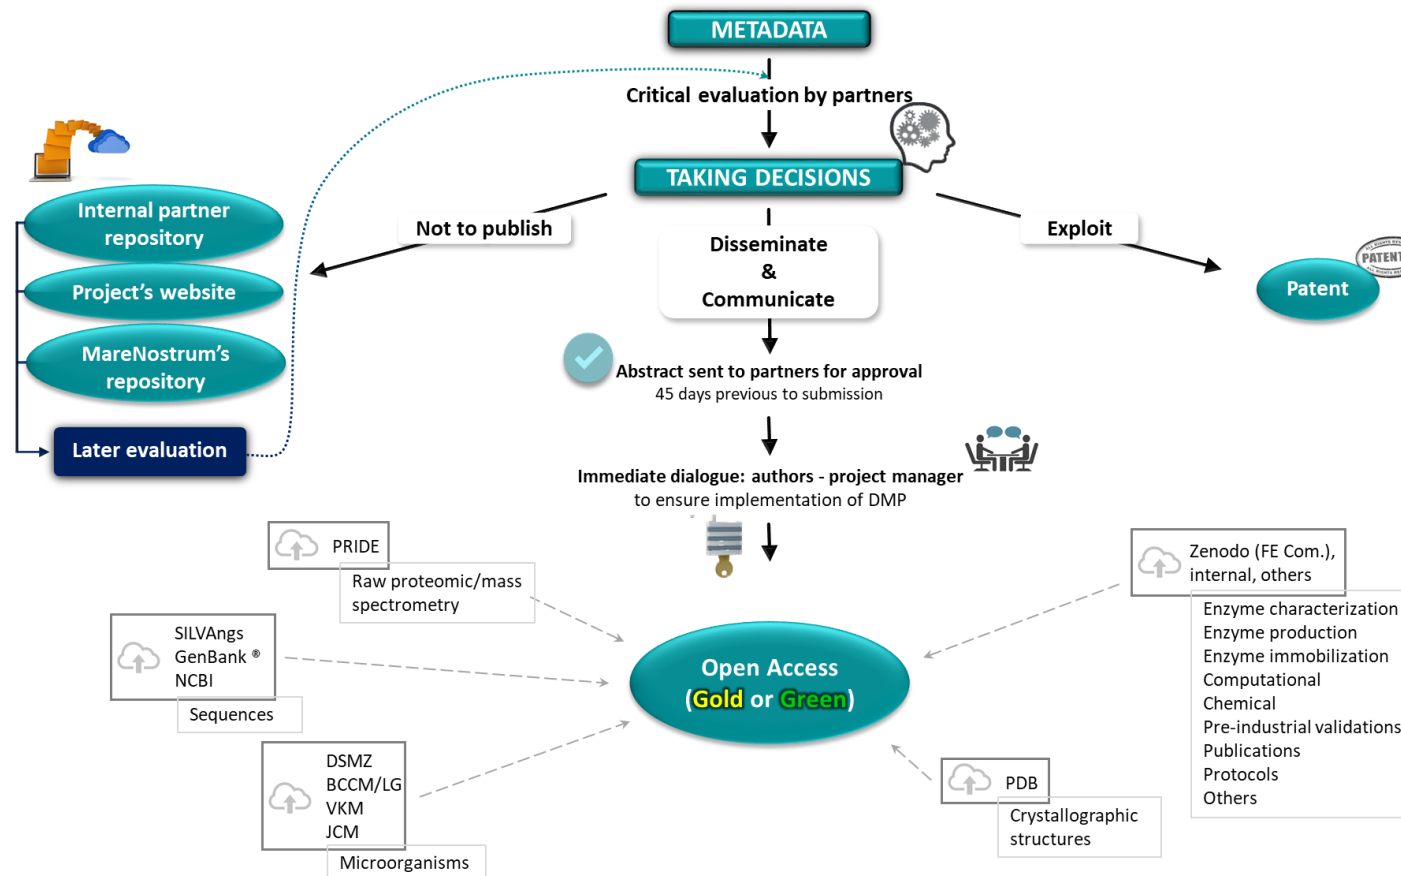 METADATA
Critical evaluation by partners
TAKING DECISIONS
Not to publish
Disseminate
&
Communicate
Exploit
Internal partner
repository
Project's website
MareNostrum's
repository
Later evaluation
PATENT
Patent
Abstract sent to partners for approval
45 days previous to submission
Immediate dialogue: authors - project manager
to ensure implementation of DMP
PRIDE
Raw proteomic/mass
spectrometry
SILVAngs
GenBank ®
NCBI
Sequences
DSMZ
BCCM/LG
VKM
JCM
Microorganisms
Open Access
(Gold or Green)
Zenodo (FE Com.),
internal, others
Enzyme characterization
Enzyme production
Enzyme immobilization
Computational
Chemical
Pre-industrial validations
Publications
Protocols
Others
PDB
Crystallographic
structures